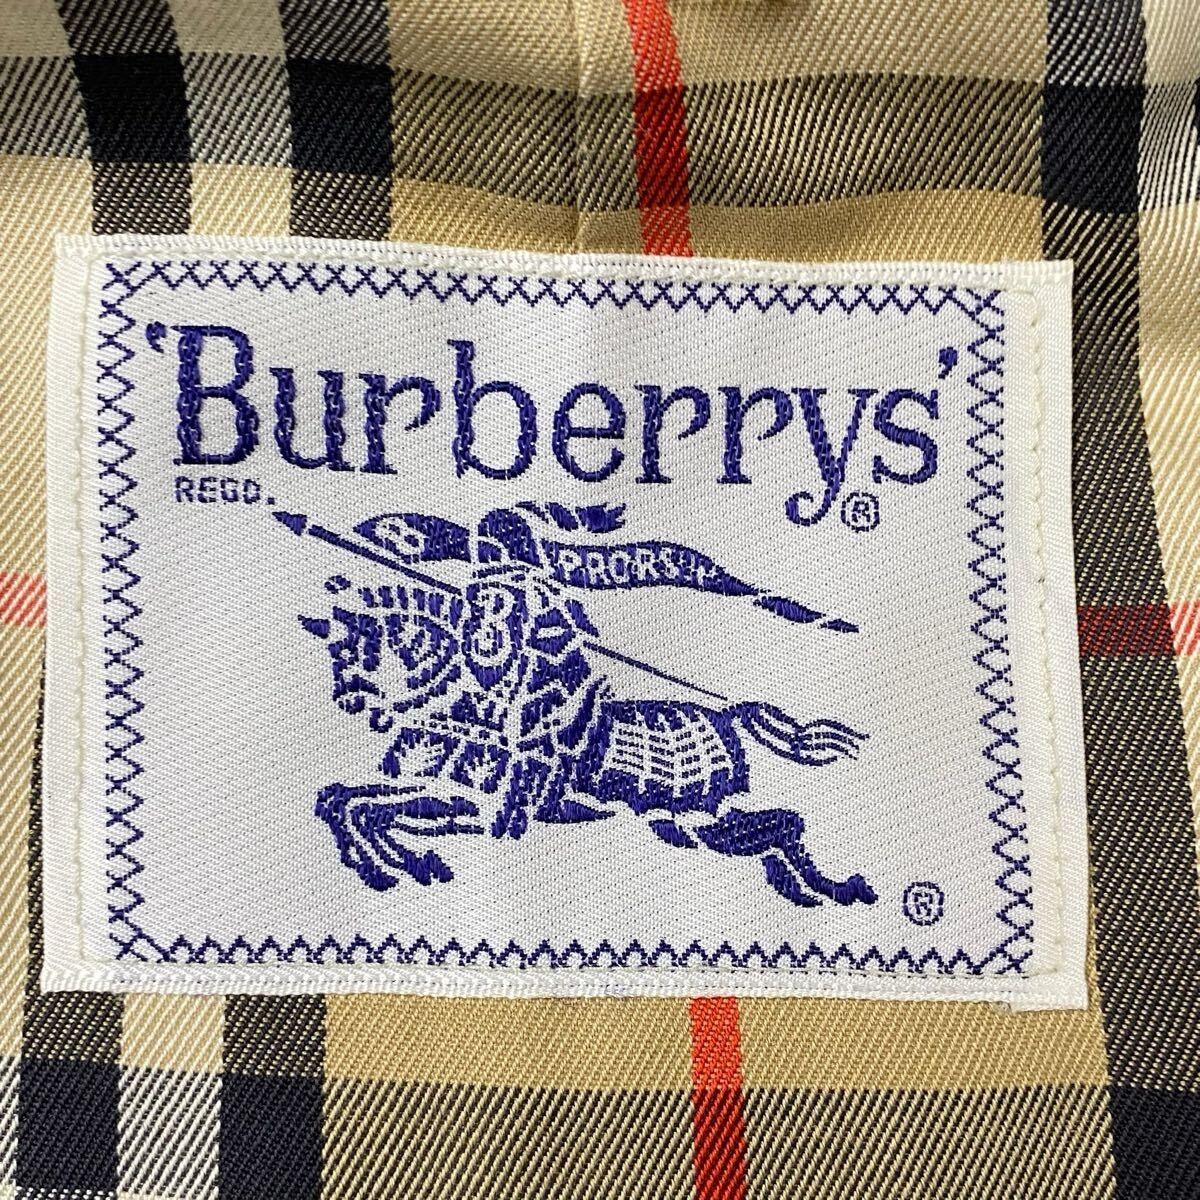 'Burberrys'
REGD. ®
B PRORSUM
B
®